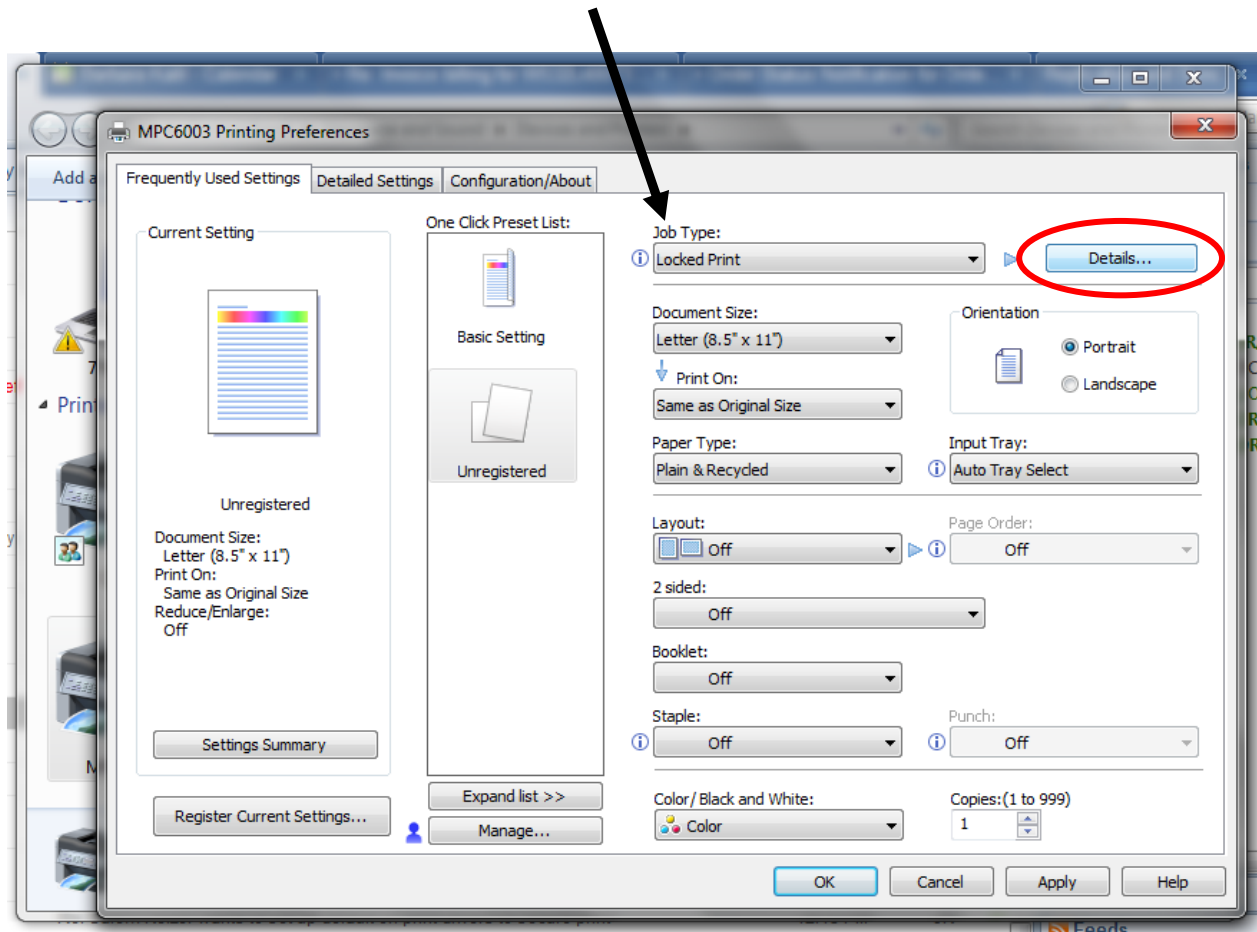 MPC6003 Printing Preferences
Add a
Frequently Used Settings
Detailed Settings
Configuration/About
Current Setting
Unregistered
Document Size:
Letter (8.5" x 11")
Print On:
Same as Original Size
Reduce/Enlarge:
Off
Settings Summary
Register Current Settings...
One Click Preset List:
Basic Setting
Unregistered
Expand list >>
Manage...
Job Type:
Locked Print
Details...
Document Size:
Letter (8.5" x 11")
Print On:
Same as Original Size
Orientation
Portrait
Landscape
Paper Type:
Plain & Recycled
Input Tray:
Auto Tray Select
Layout:
Off
Page Order:
Off
2 sided:
Off
Booklet:
Off
Staple:
Off
Punch:
Off
Color/ Black and White:
Color
Copies:(1 to 999)
1
OK
Cancel
Apply
Help
Prin
Feeds